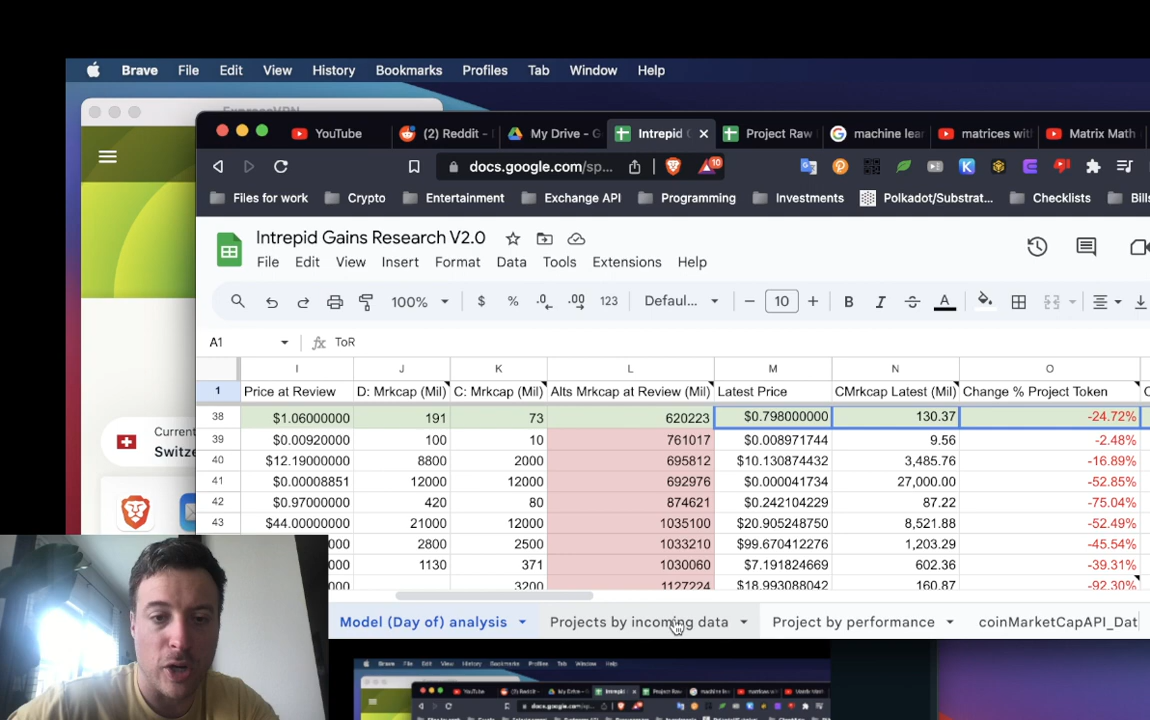 Brave File Edit View History Bookmarks Profiles Tab Window Help
ExpressVPN
YouTube (2) Reddit - My Drive - G Intrepid Project Raw machine lear matrices with Matrix Math
docs.google.com/sp... 10
Files for work Crypto Entertainment Exchange API Programming Investments Polkadot/Substrat... Checklists Bills
Intrepid Gains Research V2.0
File Edit View Insert Format Data Tools Extensions Help
100% $ % .0 .00 123 Defaul... 10 B I S A
A1 fx ToR
I J K L M N O
1 Price at Review D: Mrkcap (Mil) C: Mrkcap (Mil) Alts Mrkcap at Review (Mil) Latest Price CMrkcap Latest (Mil) Change % Project Token
38 $1.06000000 191 73 620223 $0.798000000 130.37 -24.72%
39 $0.00920000 100 10 761017 $0.008971744 9.56 -2.48%
40 $12.19000000 8800 2000 695812 $10.130874432 3,485.76 -16.89%
41 $0.00008851 12000 12000 692976 $0.000041734 27,000.00 -52.85%
42 $0.97000000 420 80 874621 $0.242104229 87.22 -75.04%
43 $44.00000000 21000 12000 1035100 $20.905248750 8,521.88 -52.49%
000 2800 2500 1033210 $99.670412276 1,203.29 -45.54%
000 1130 371 1030060 $7.191824669 602.36 -39.31%
000 3200 1127224 $18.993088042 160.87 -92.30%
Current
Switze
Model (Day of) analysis Projects by incoming data Project by performance coinMarketCapAPI_Dat